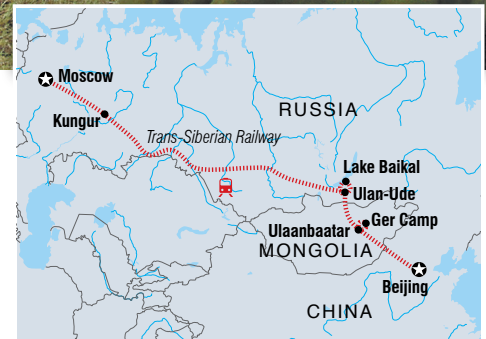 Moscow
Kungur
Trans-Siberian Railway
RUSSIA
Lake Baikal
Ulan-Ude
Ger Camp
Ulaanbaatar
MONGOLIA
Beijing
CHINA